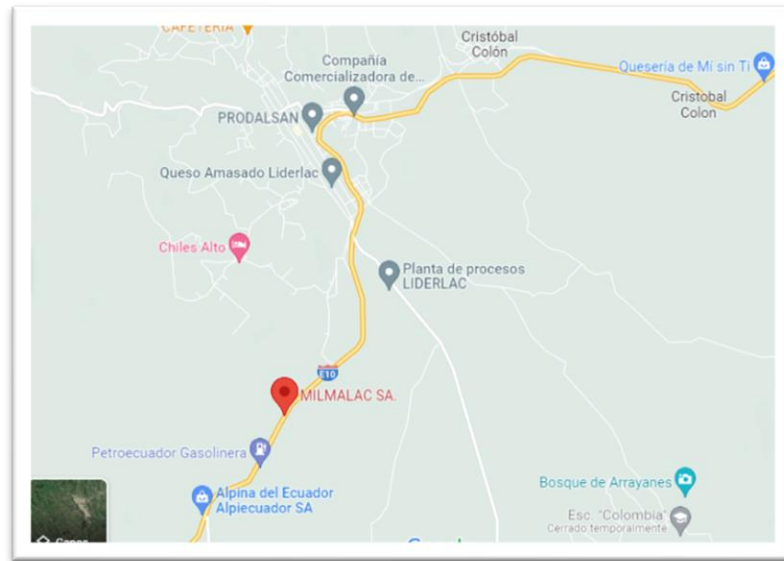 CAFETERIA
Cristóbal
Colón
Compañía
Comercializadora de...
Quesería de Mi sin Ti
Cristobal
Colon
PRODALSAN
Queso Amasado Liderlac
Chiles Alto
Planta de procesos
LIDERLAC
E10
MILMALAC SA.
Petroecuador Gasolinera
Alpina del Ecuador
Alpiecuador SA
Bosque de Arrayanes
Esc. "Colombia"
Cerrado temporalmente